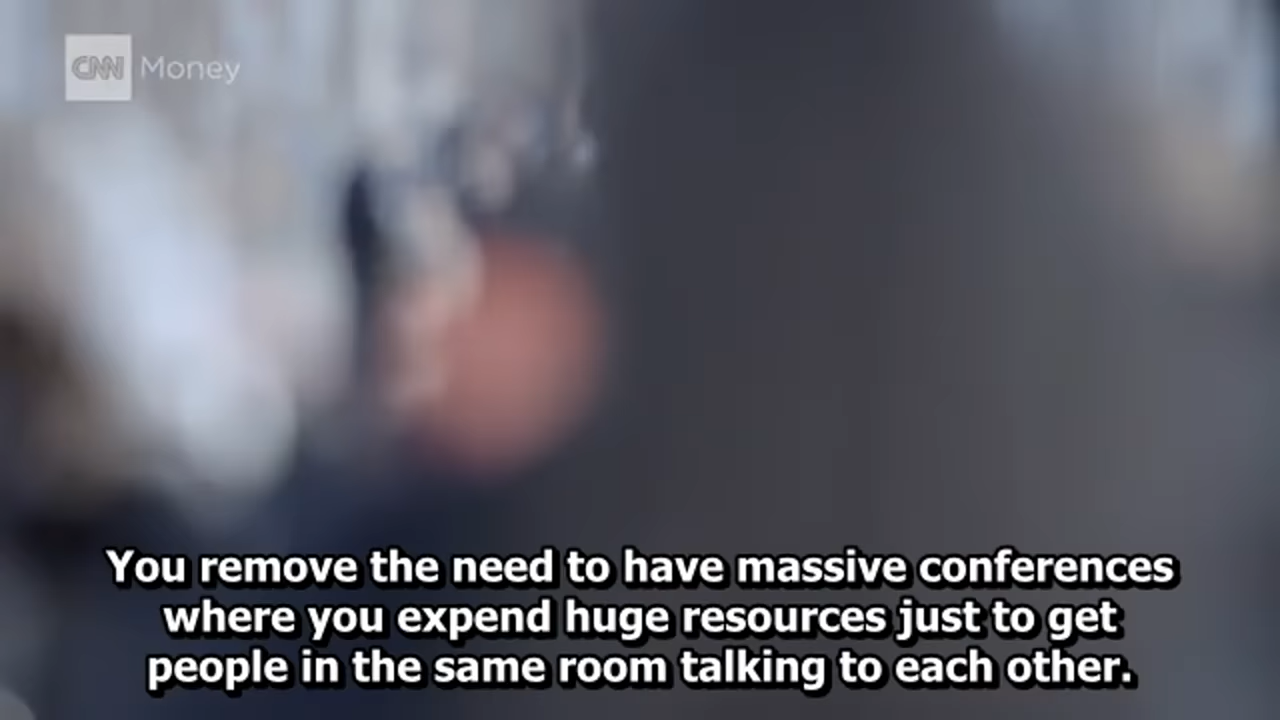 CNN Money
You remove the need to have massive conferences
where you expend huge resources just to get
people in the same room talking to each other.